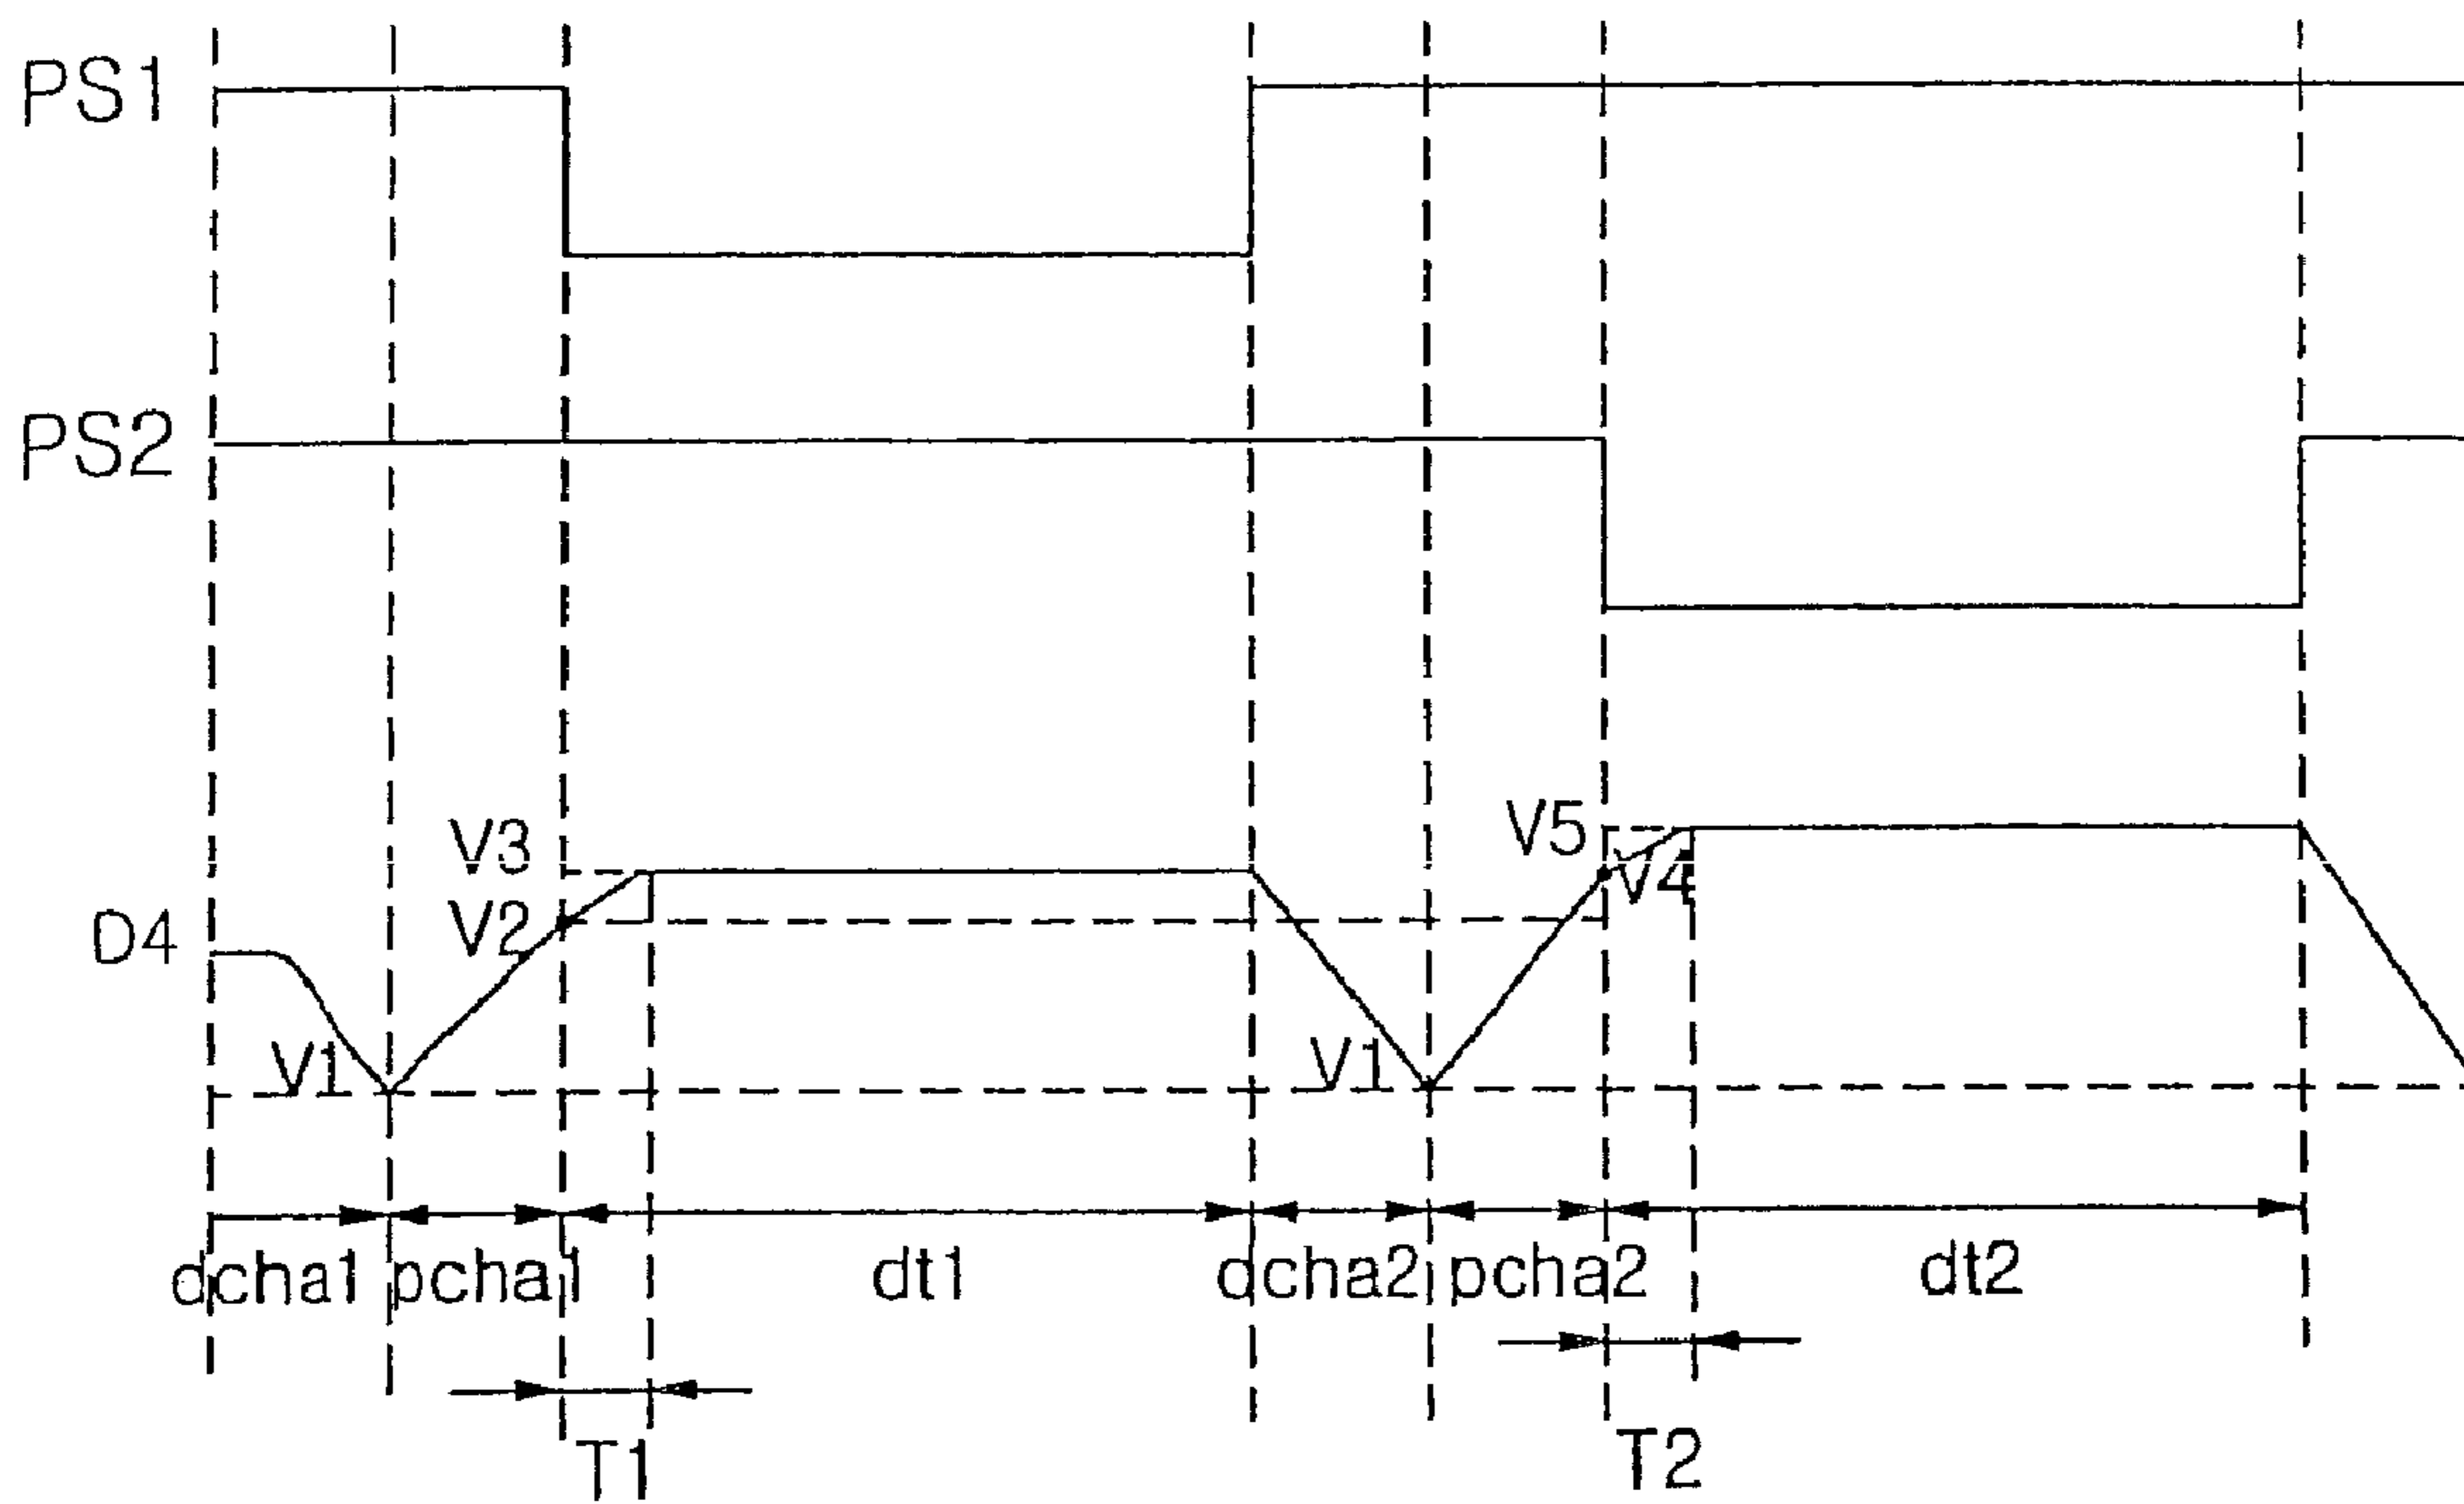 PS1
PS2
V3
V5
V4
V2
D4
V1
V1
dcha1 pcha1 dt1 dcha2 pcha2 dt2
T1
T2